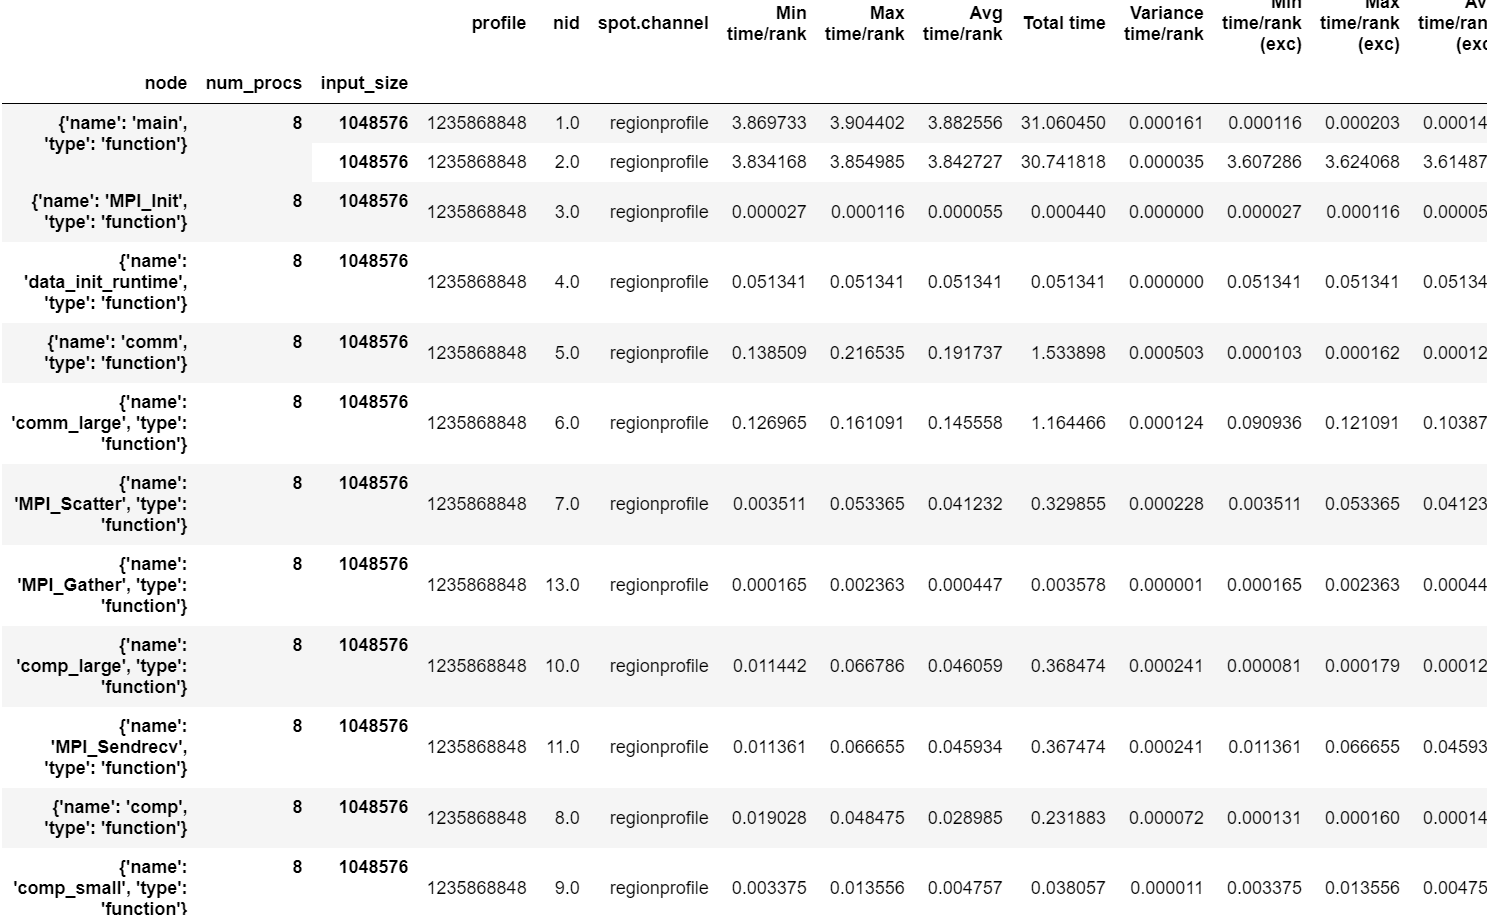 profile nid spot.channel Min time/rank Max time/rank Avg time/rank Total time Variance time/rank Min time/rank (exc) Max time/rank (exc)
node num_procs input_size
{'name': 'main', 'type': 'function'} 8 1048576 1235868848 1.0 regionprofile 3.869733 3.904402 3.882556 31.060450 0.000161 0.000116 0.000203 0.00014
1048576 1235868848 2.0 regionprofile 3.834168 3.854985 3.842727 30.741818 0.000035 3.607286 3.624068 3.61487
{'name': 'MPI_Init', 'type': 'function'} 8 1048576 1235868848 3.0 regionprofile 0.000027 0.000116 0.000055 0.000440 0.000000 0.000027 0.000116 0.00005
{'name': 'data_init_runtime', 'type': 'function'} 8 1048576 1235868848 4.0 regionprofile 0.051341 0.051341 0.051341 0.051341 0.000000 0.051341 0.051341 0.05134
{'name': 'comm', 'type': 'function'} 8 1048576 1235868848 5.0 regionprofile 0.138509 0.216535 0.191737 1.533898 0.000503 0.000103 0.000162 0.00012
{'name': 'comm_large', 'type': 'function'} 8 1048576 1235868848 6.0 regionprofile 0.126965 0.161091 0.145558 1.164466 0.000124 0.090936 0.121091 0.10387
{'name': 'MPI_Scatter', 'type': 'function'} 8 1048576 1235868848 7.0 regionprofile 0.003511 0.053365 0.041232 0.329855 0.000228 0.003511 0.053365 0.04123
{'name': 'MPI_Gather', 'type': 'function'} 8 1048576 1235868848 13.0 regionprofile 0.000165 0.002363 0.000447 0.003578 0.000001 0.000165 0.002363 0.00044
{'name': 'comp_large', 'type': 'function'} 8 1048576 1235868848 10.0 regionprofile 0.011442 0.066786 0.046059 0.368474 0.000241 0.000081 0.000179 0.00012
{'name': 'MPI_Sendrecv', 'type': 'function'} 8 1048576 1235868848 11.0 regionprofile 0.011361 0.066655 0.045934 0.367474 0.000241 0.011361 0.066655 0.04593
{'name': 'comp', 'type': 'function'} 8 1048576 1235868848 8.0 regionprofile 0.019028 0.048475 0.028985 0.231883 0.000072 0.000131 0.000160 0.00014
{'name': 'comp_small', 'type': 'function'} 8 1048576 1235868848 9.0 regionprofile 0.003375 0.013556 0.004757 0.038057 0.000011 0.003375 0.013556 0.00475